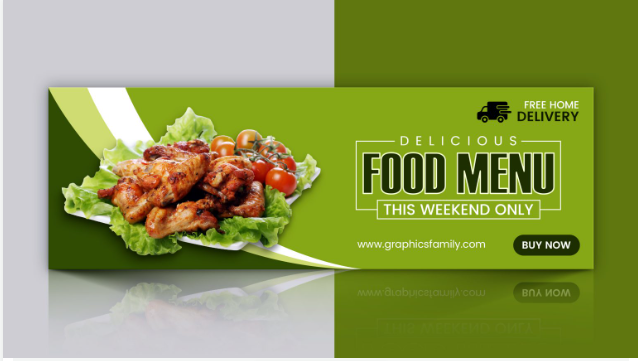 FREE HOME
DELIVERY
DELICIOUS
FOOD MENU
THIS WEEKEND ONLY
www.graphicsfamily.com
BUY NOW